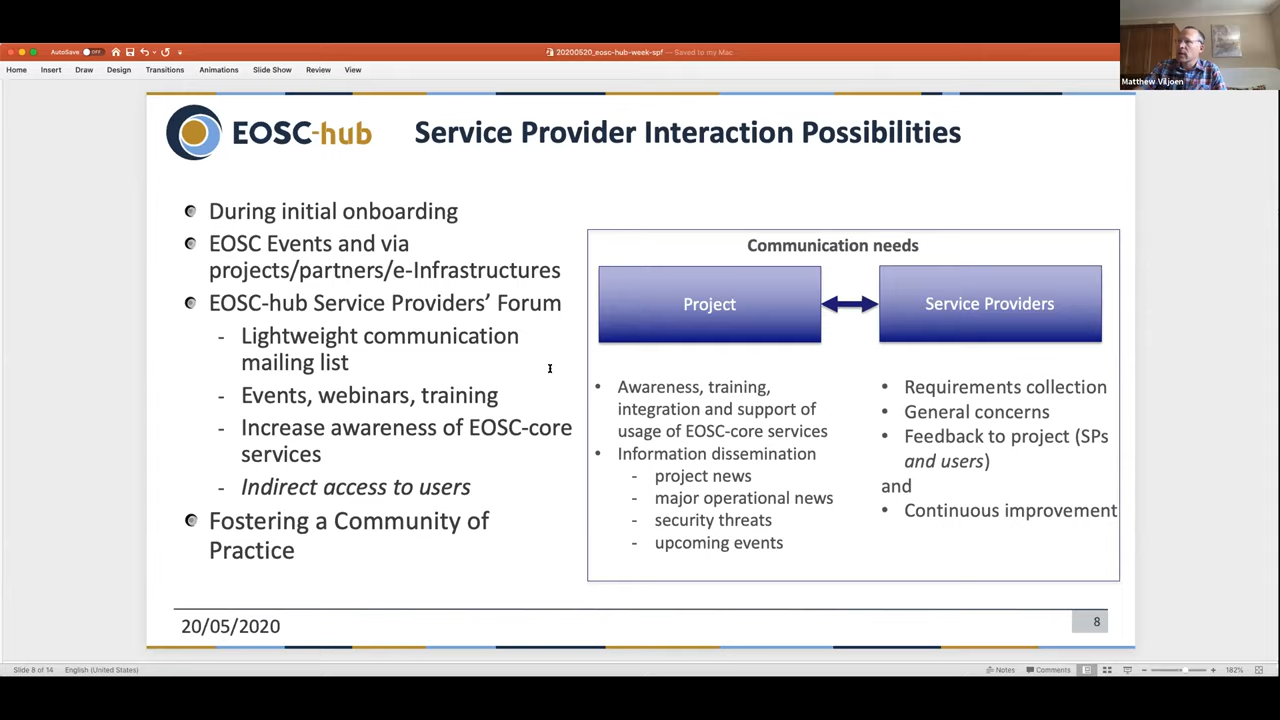 AutoSave OFF
20200520_eosc-hub-week-spf — Saved to my Mac
Home Insert Draw Design Transitions Animations Slide Show Review View
Matthew Viljoen
EOSC-hub
Service Provider Interaction Possibilities
During initial onboarding
EOSC Events and via
projects/partners/e-Infrastructures
EOSC-hub Service Providers’ Forum
- Lightweight communication
mailing list
- Events, webinars, training
- Increase awareness of EOSC-core
services
- Indirect access to users
Fostering a Community of
Practice
Communication needs
Project
Service Providers
• Awareness, training,
integration and support of
usage of EOSC-core services
• Information dissemination
- project news
- major operational news
- security threats
- upcoming events
• Requirements collection
• General concerns
• Feedback to project (SPs
and users)
and
• Continuous improvement
20/05/2020
8
Slide 8 of 14 English (United States)
Notes Comments 182%